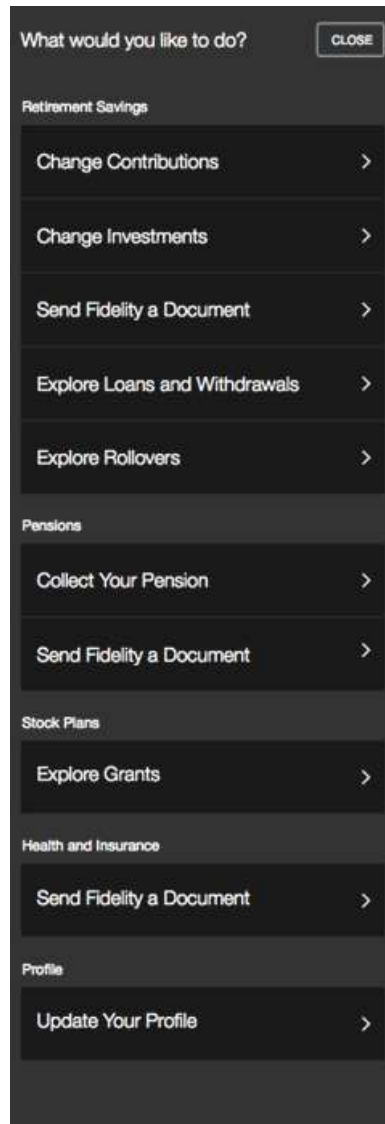 What would you like to do? CLOSE
Retirement Savings
Change Contributions
Change Investments
Send Fidelity a Document
Explore Loans and Withdrawals
Explore Rollovers
Pensions
Collect Your Pension
Send Fidelity a Document
Stock Plans
Explore Grants
Health and Insurance
Send Fidelity a Document
Profile
Update Your Profile